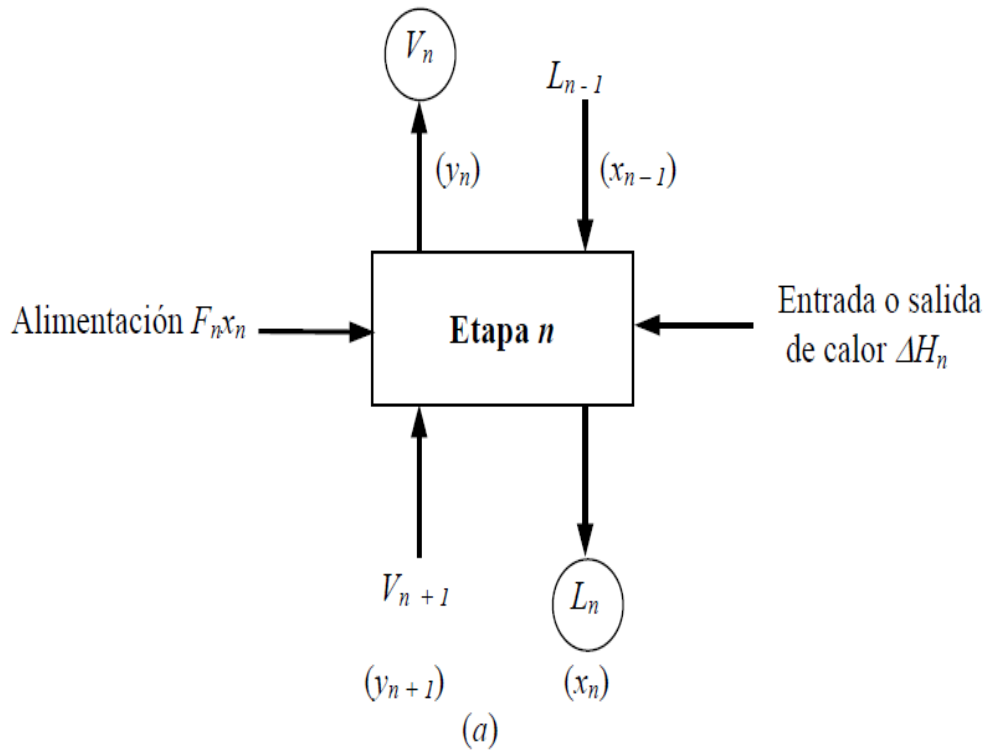 Vn
Ln - 1
(yn)
(xn – 1)
Alimentación Fnxn
Etapa n
Entrada o salida
de calor ΔHn
Vn + 1
Ln
(yn + 1)
(xn)
(a)